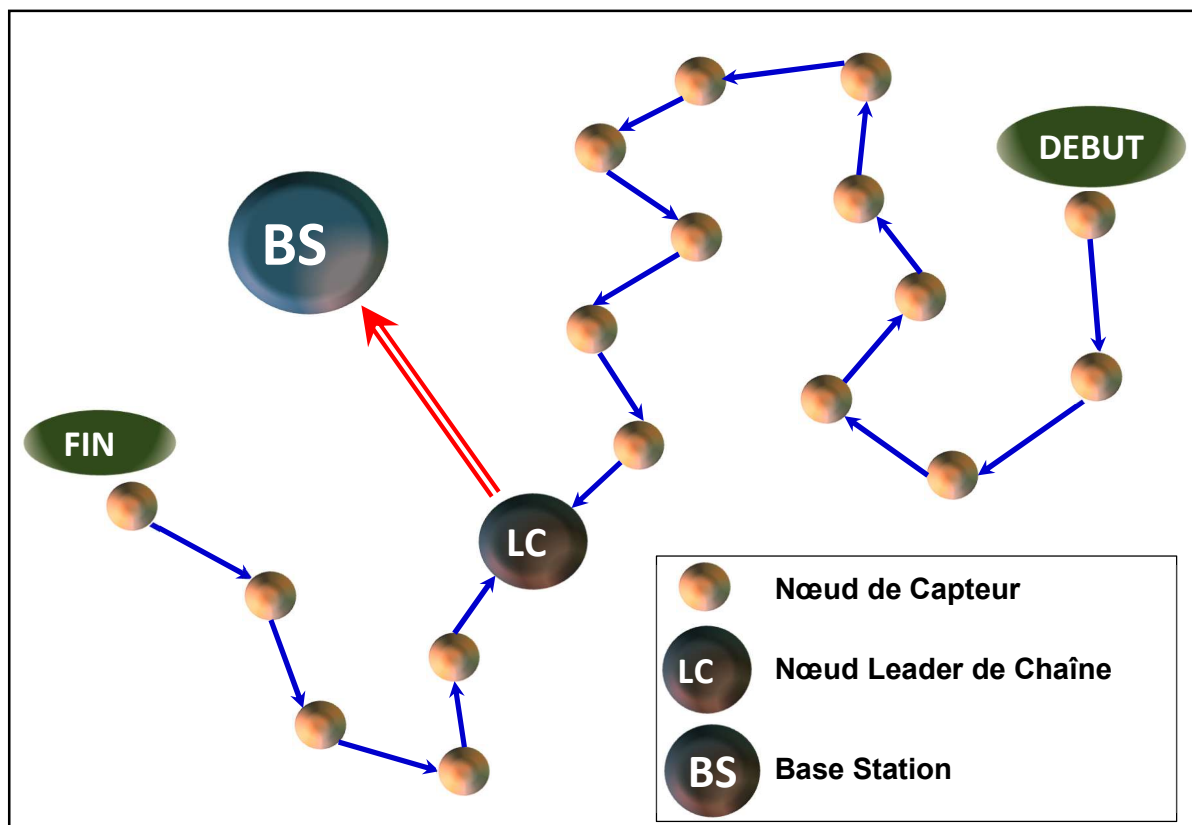 DEBUT
BS
FIN
LC
Nœud de Capteur
LC Nœud Leader de Chaîne
BS Base Station